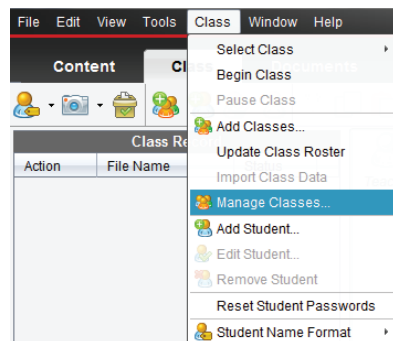 File Edit View Tools Class Window Help
Content Cl
Documents
Select Class
Begin Class
Pause Class
Class Re
Action File Name
Add Classes...
Update Class Roster
Import Class Data
Manage Classes...
Add Student...
Edit Student...
Remove Student
Reset Student Passwords
Student Name Format